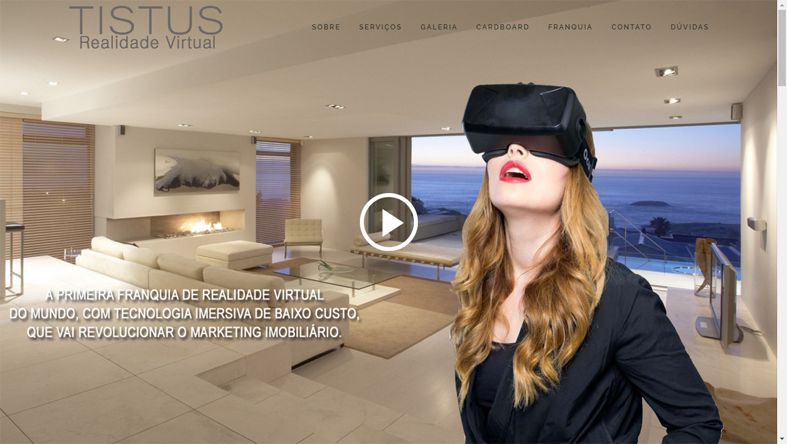 TISTUS
Realidade Virtual
SOBRE SERVIÇOS GALERIA CARDBOARD FRANQUIA CONTATO DÚVIDAS
A PRIMEIRA FRANQUIA DE REALIDADE VIRTUAL
DO MUNDO, COM TECNOLOGIA IMERSIVA DE BAIXO CUSTO,
QUE VAI REVOLUCIONAR O MARKETING IMOBILIÁRIO.